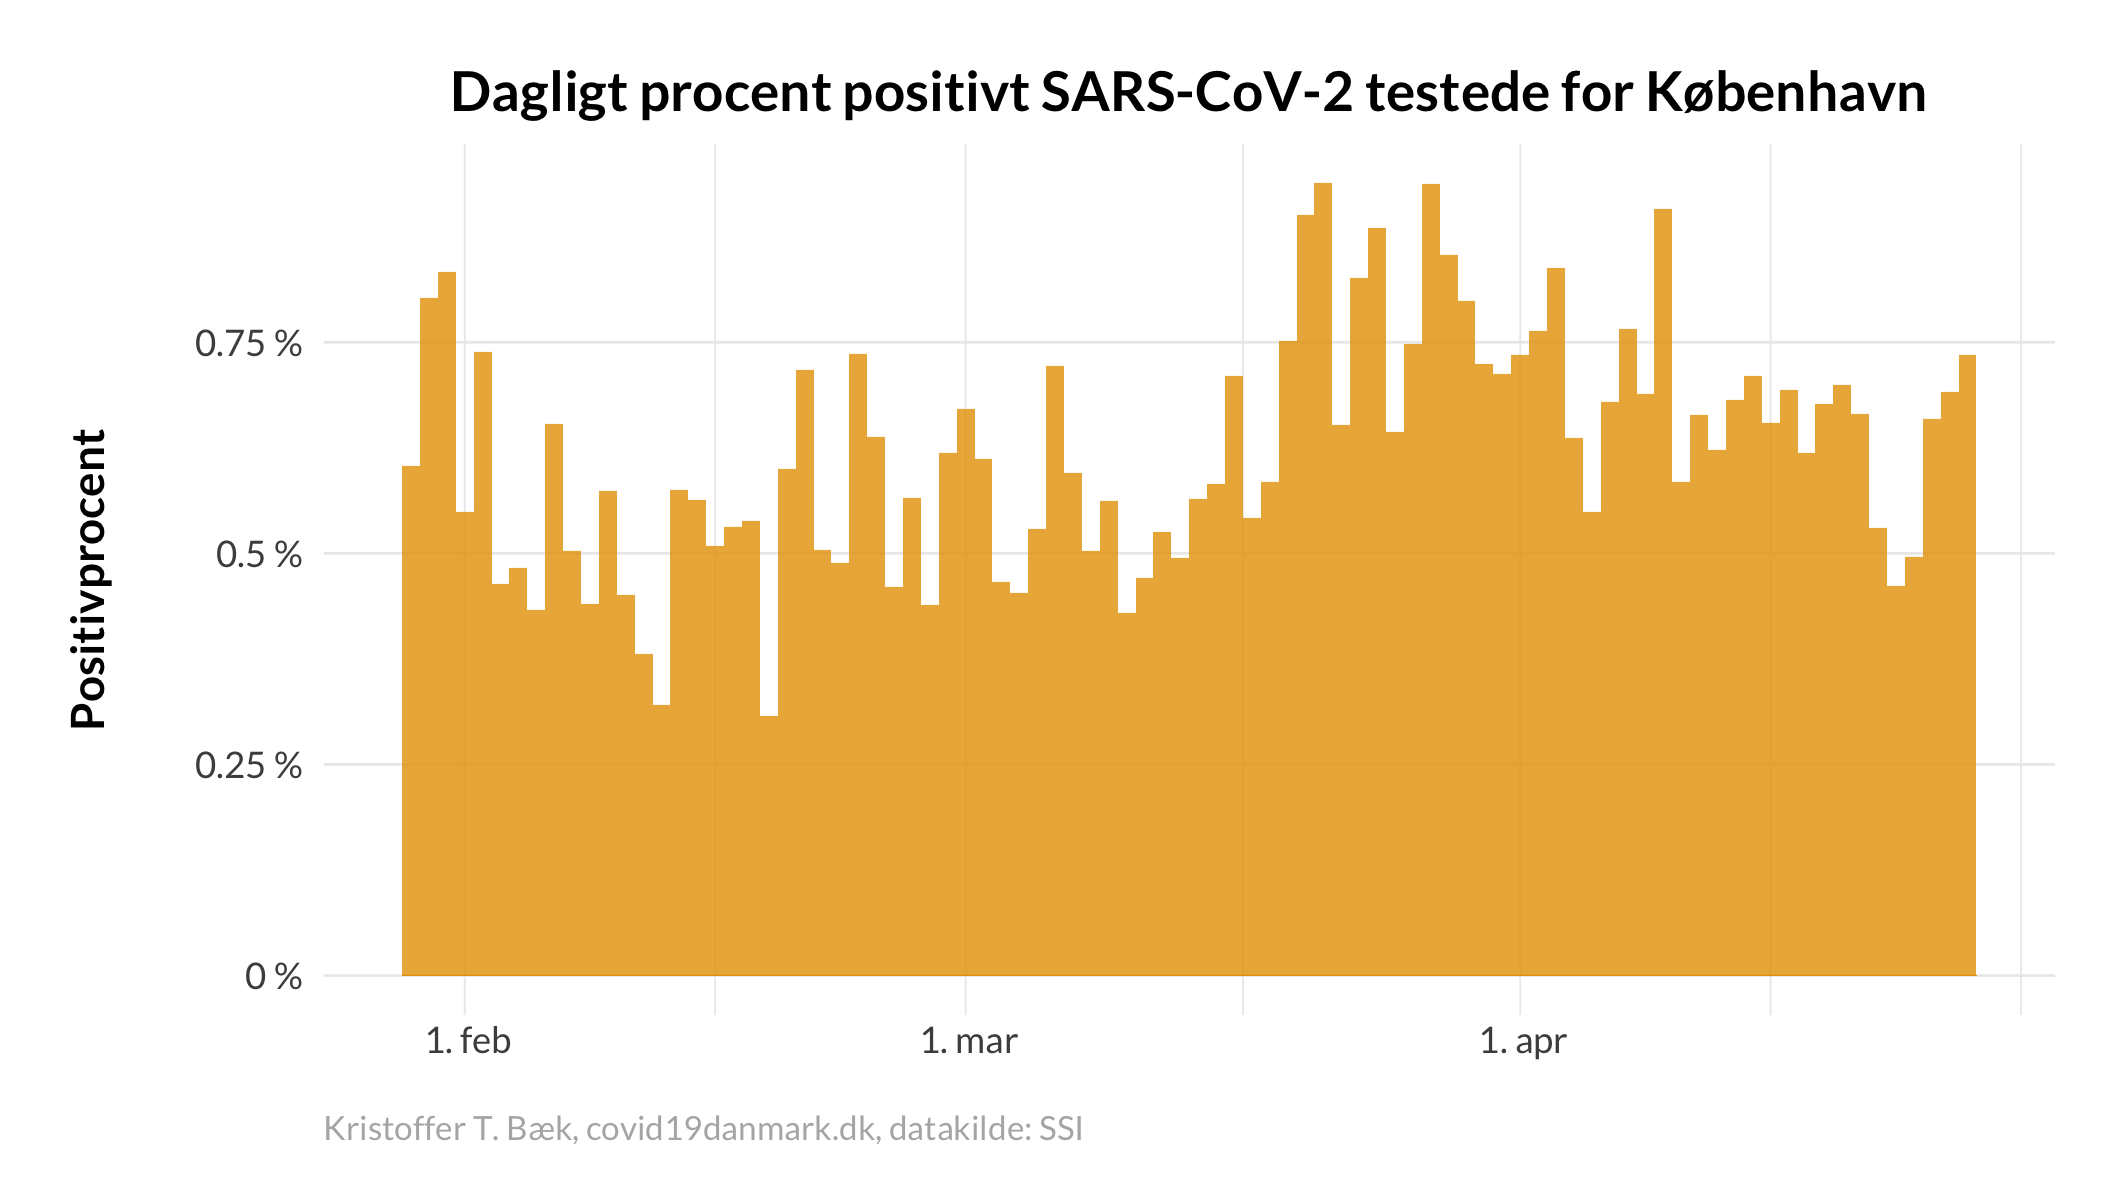 Dagligt procent positivt SARS-CoV-2 testede for København
Positivprocent
0.75 %
0.5 %
0.25 %
0 %
1. feb
1. mar
1. apr
Kristoffer T. Bæk, covid19danmark.dk, datakilde: SSI